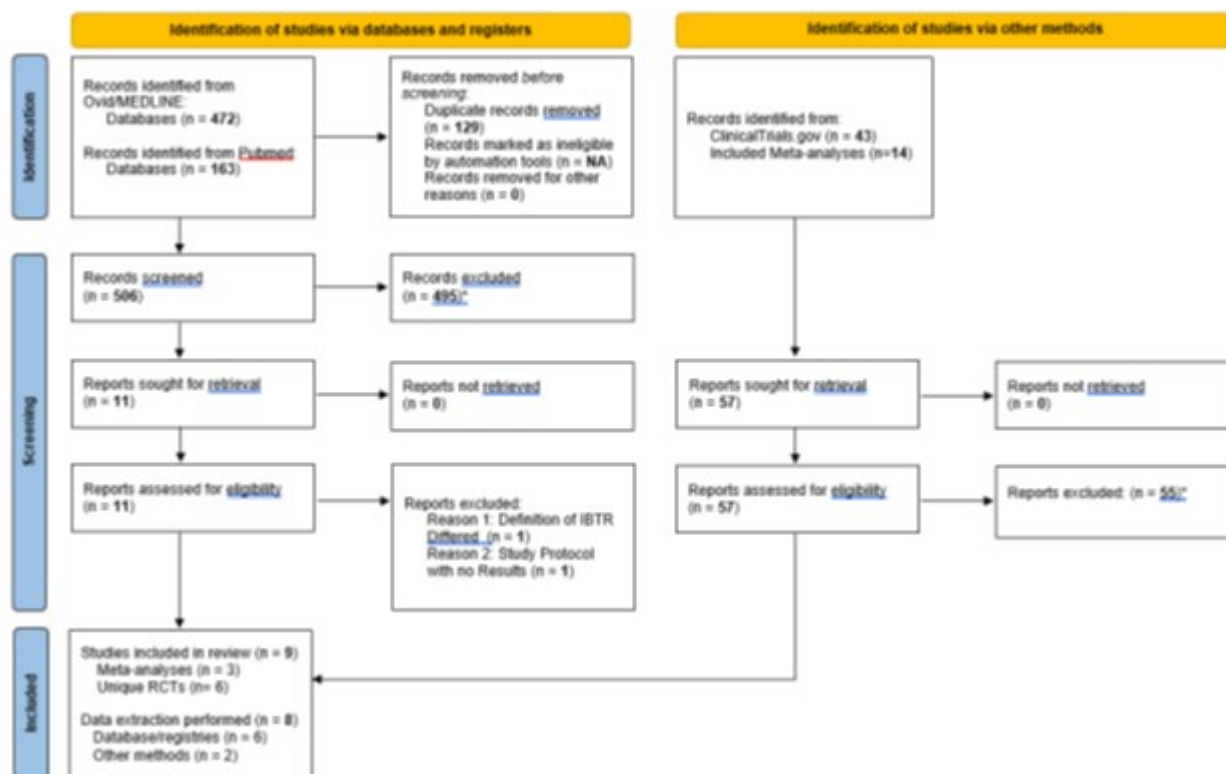 Identification of studies via databases and registers
Identification of studies via other methods
Identification
Records identified from
Ovid/MEDLINE:
Databases (n = 472)
Records identified from Pubmed
Databases (n = 163)
Records removed before
screening:
Duplicate records removed
(n = 129)
Records marked as ineligible
by automation tools (n = NA)
Records removed for other
reasons (n = 0)
Records identified from:
ClinicalTrials.gov (n = 43)
Included Meta-analyses (n=14)
Screening
Records screened
(n = 506)
Records excluded
(n = 495)*
Reports sought for retrieval
(n = 11)
Reports not retrieved
(n = 0)
Reports sought for retrieval
(n = 57)
Reports not retrieved
(n = 0)
Reports assessed for eligibility
(n = 11)
Reports excluded:
Reason 1: Definition of IBTR
Differed (n = 1)
Reason 2: Study Protocol
with no Results (n = 1)
Reports assessed for eligibility
(n = 57)
Reports excluded: (n = 55)*
Included
Studies included in review (n = 9)
Meta-analyses (n = 3)
Unique RCTs (n= 6)
Data extraction performed (n = 8)
Database/registries (n = 6)
Other methods (n = 2)